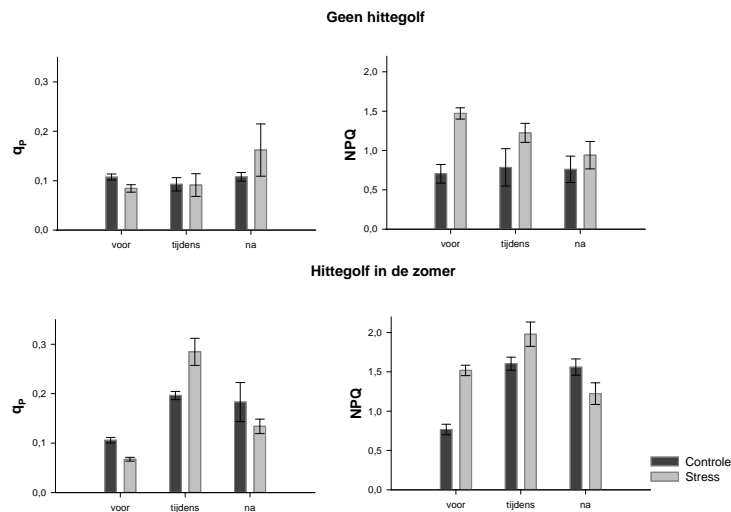 Geen hittegolf
0,3
0,2
0,1
0,0
qP
voor tijdens na
2,0
1,5
1,0
0,5
0,0
NPQ
voor tijdens na
Hittegolf in de zomer
0,3
0,2
0,1
0,0
qP
voor tijdens na
2,0
1,5
1,0
0,5
0,0
NPQ
voor tijdens na
Controle
Stress